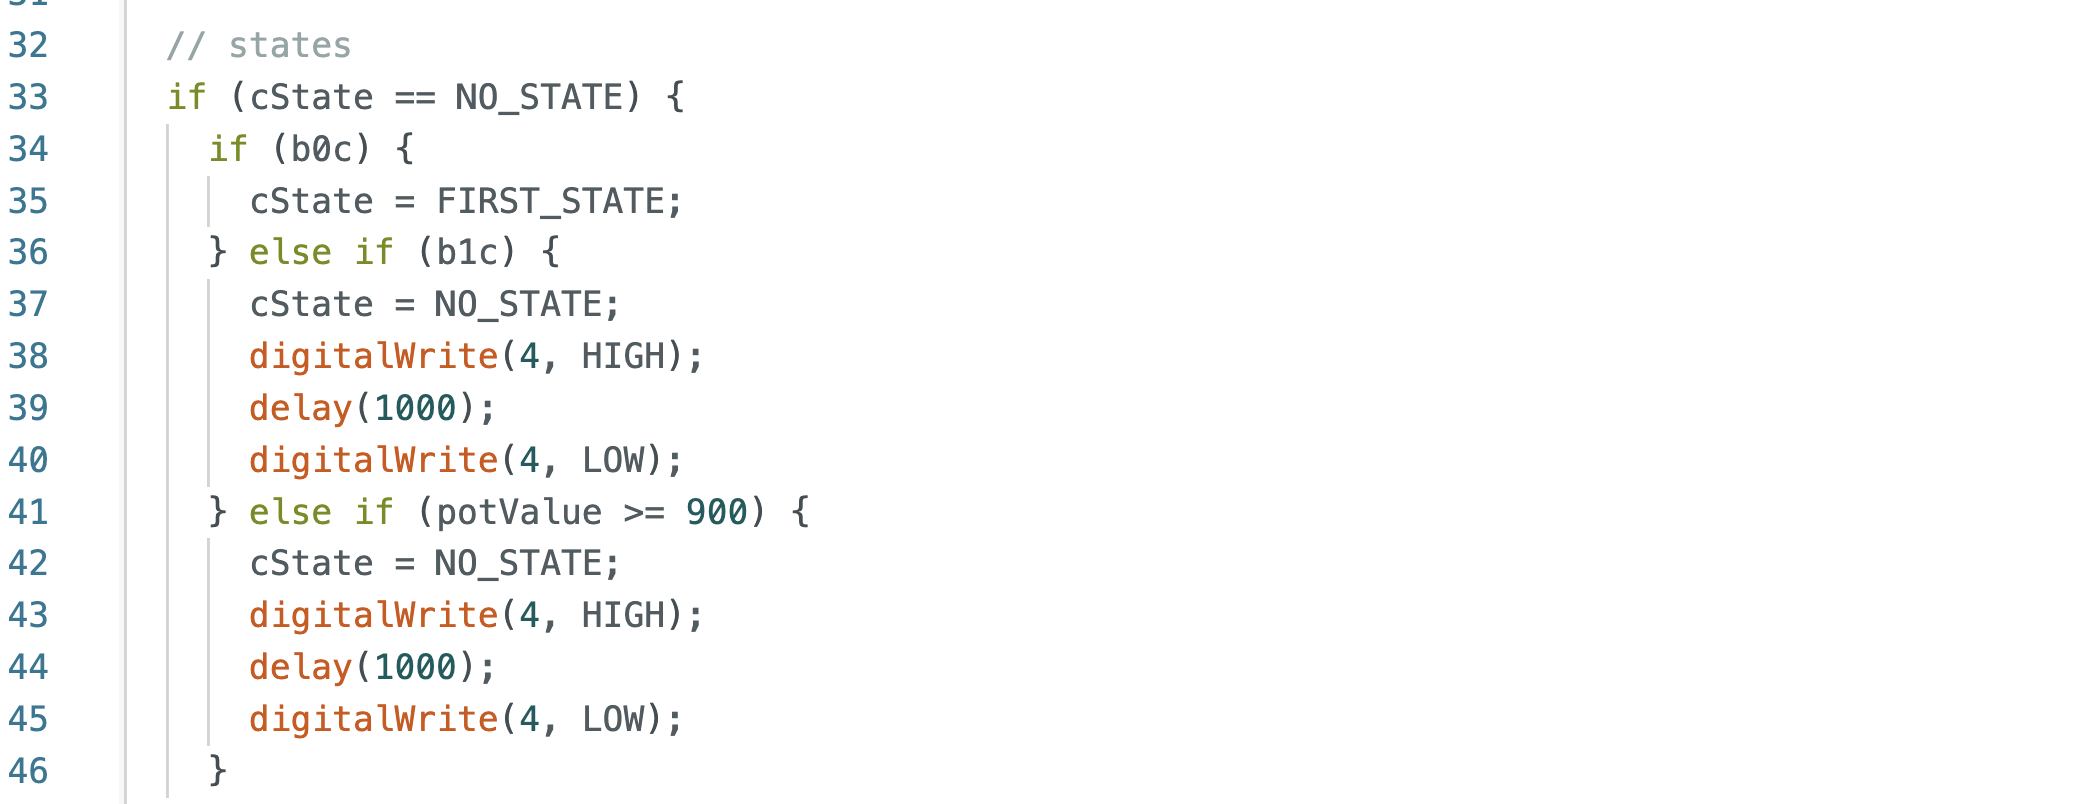 32 // states
33 if (cState == NO_STATE) {
34 if (b0c) {
35 cState = FIRST_STATE;
36 } else if (b1c) {
37 cState = NO_STATE;
38 digitalWrite(4, HIGH);
39 delay(1000);
40 digitalWrite(4, LOW);
41 } else if (potValue >= 900) {
42 cState = NO_STATE;
43 digitalWrite(4, HIGH);
44 delay(1000);
45 digitalWrite(4, LOW);
46 }